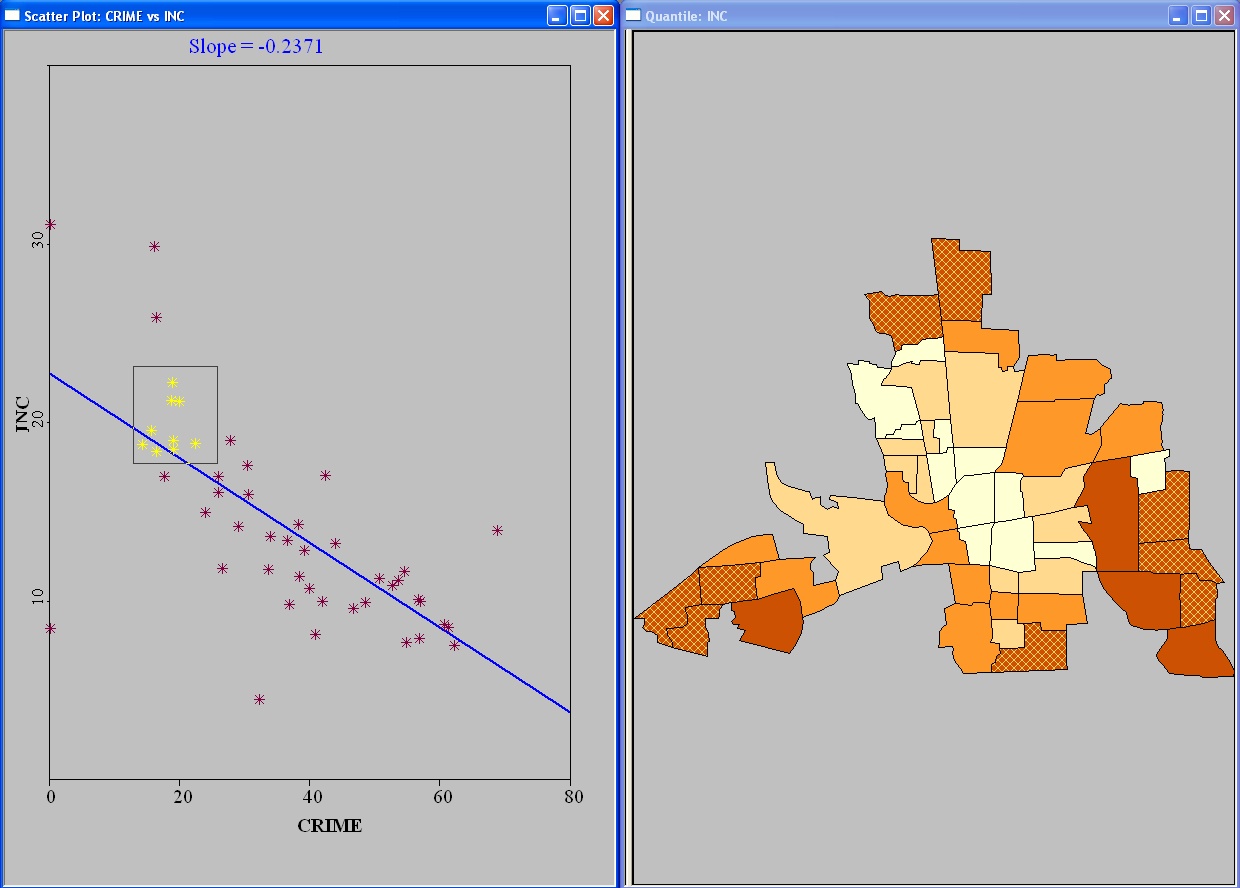 Scatter Plot: CRIME vs INC
Slope = -0.2371
30
20
10
INC
0 20 40 60 80
CRIME
Quantile: INC